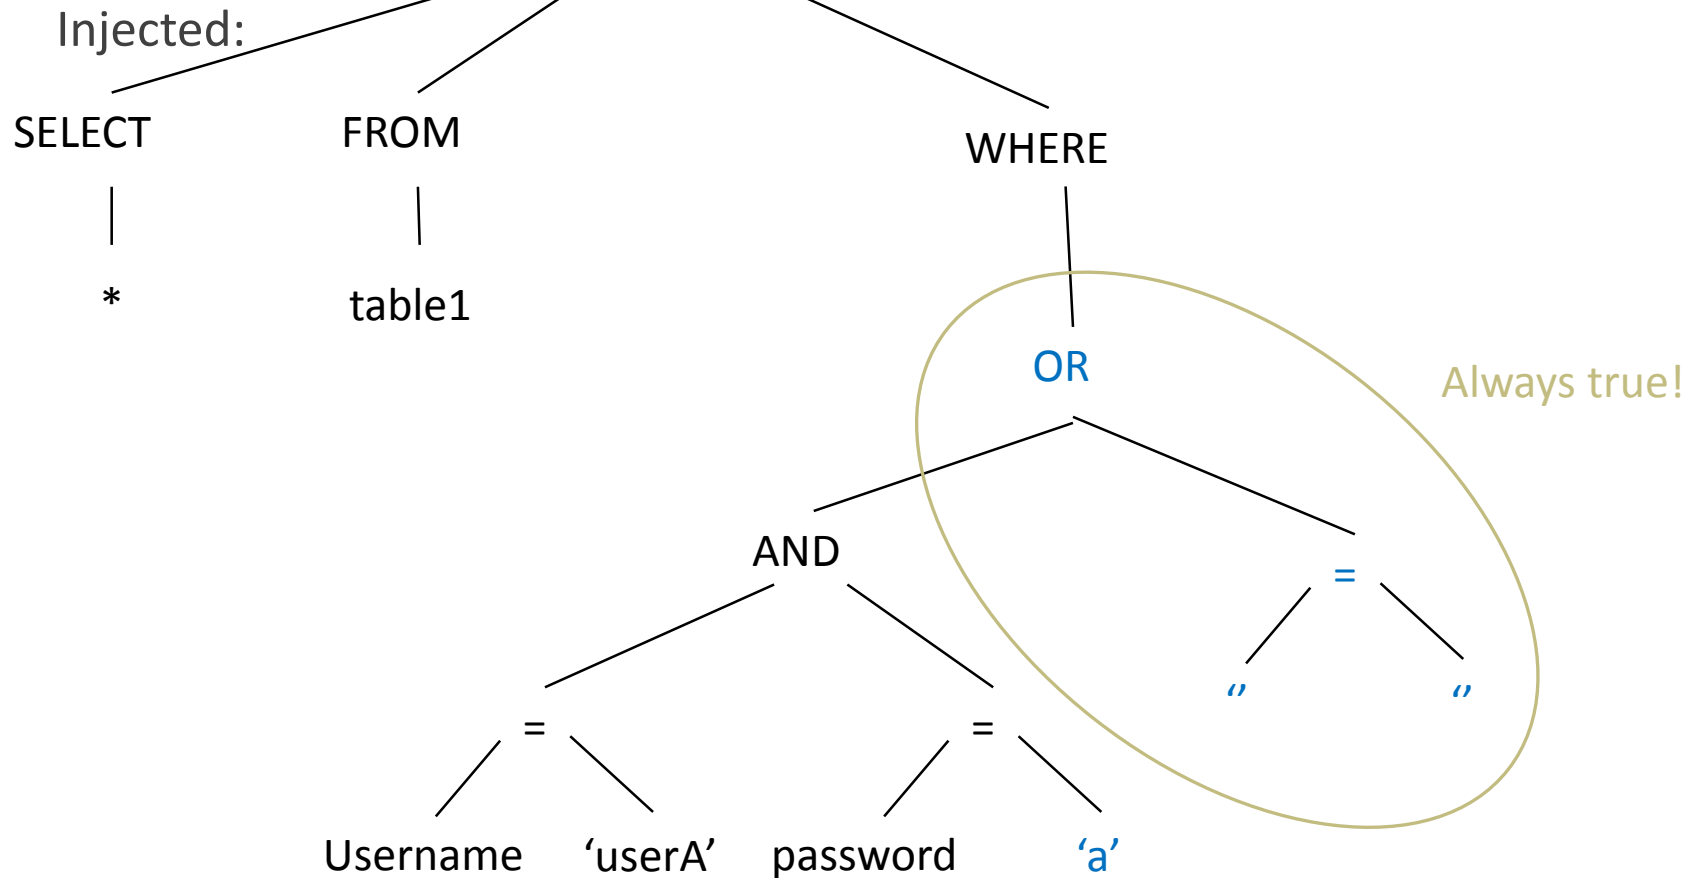 Injected:
SELECT FROM WHERE
* table1
OR
Always true!
AND
=
‘’ ‘’
= =
Username ‘userA’ password ‘a’